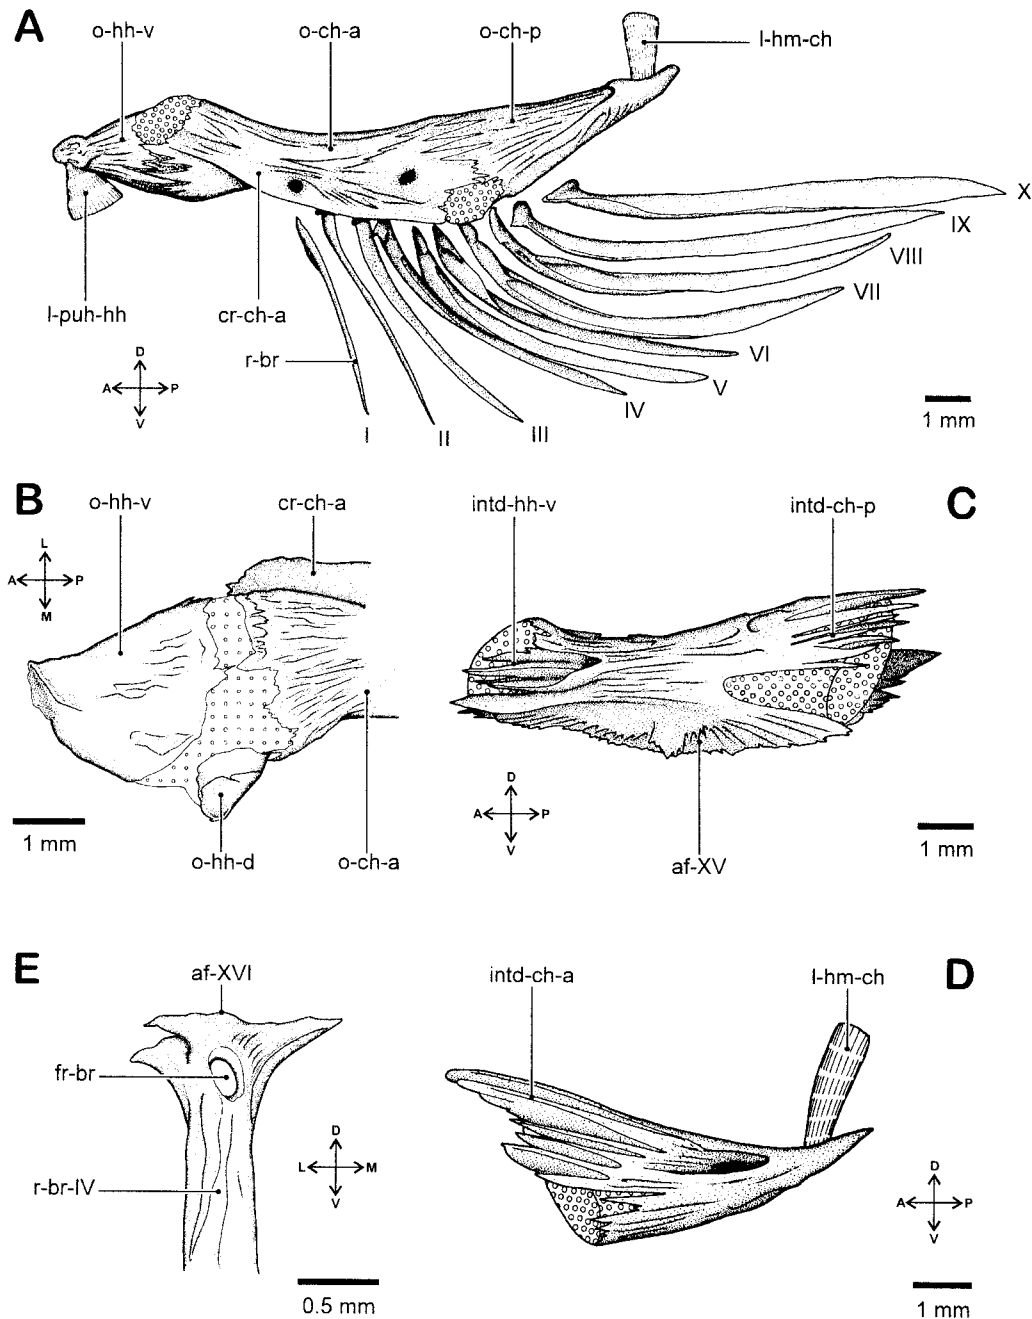 A
o-hh-v
o-ch-a
o-ch-p
l-hm-ch
X
IX
VIII
VII
VI
V
IV
III
II
I
l-puh-hh
cr-ch-a
r-br
D
A P
V
1 mm
B
o-hh-v
cr-ch-a
L
A P
M
1 mm
o-hh-d
o-ch-a
intd-hh-v
intd-ch-p
C
D
A P
V
af-XV
1 mm
E
af-XVI
fr-br
r-br-IV
D
L M
V
0.5 mm
intd-ch-a
l-hm-ch
D
D
A P
V
1 mm